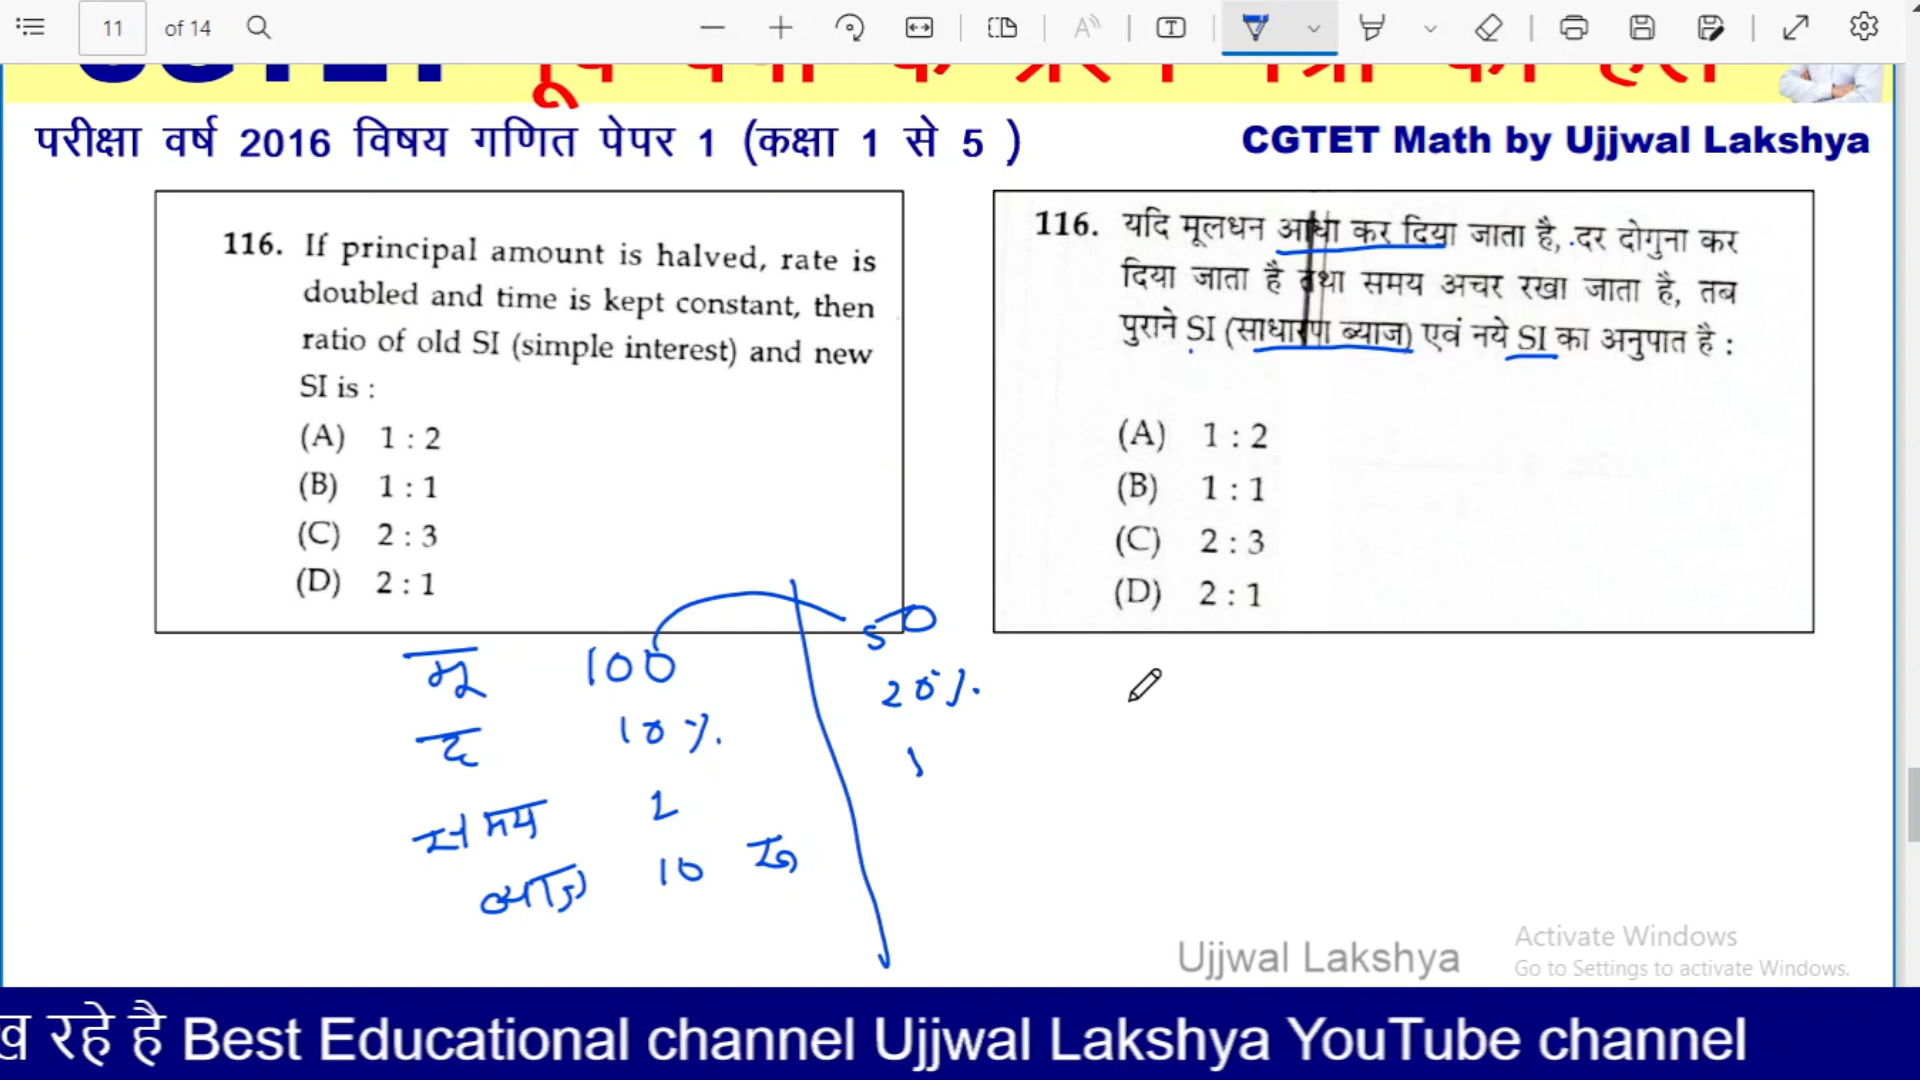 11 of 14
परीक्षा वर्ष 2016 विषय गणित पेपर 1 (कक्षा 1 से 5 )
CGTET Math by Ujjwal Lakshya
116. If principal amount is halved, rate is
doubled and time is kept constant, then
ratio of old SI (simple interest) and new
SI is :
(A) 1 : 2
(B) 1 : 1
(C) 2 : 3
(D) 2 : 1
116. यदि मूलधन आधा कर दिया जाता है, दर दोगुना कर
दिया जाता है तथा समय अचर रखा जाता है, तब
पुराने SI (साधारण ब्याज) एवं नये SI का अनुपात है :
(A) 1 : 2
(B) 1 : 1
(C) 2 : 3
(D) 2 : 1
मू 100 50
द 10%. 20%.
समय 1 1
ब्याज 10
Ujjwal Lakshya
Activate Windows
Go to Settings to activate Windows.
रहे है Best Educational channel Ujjwal Lakshya YouTube channel